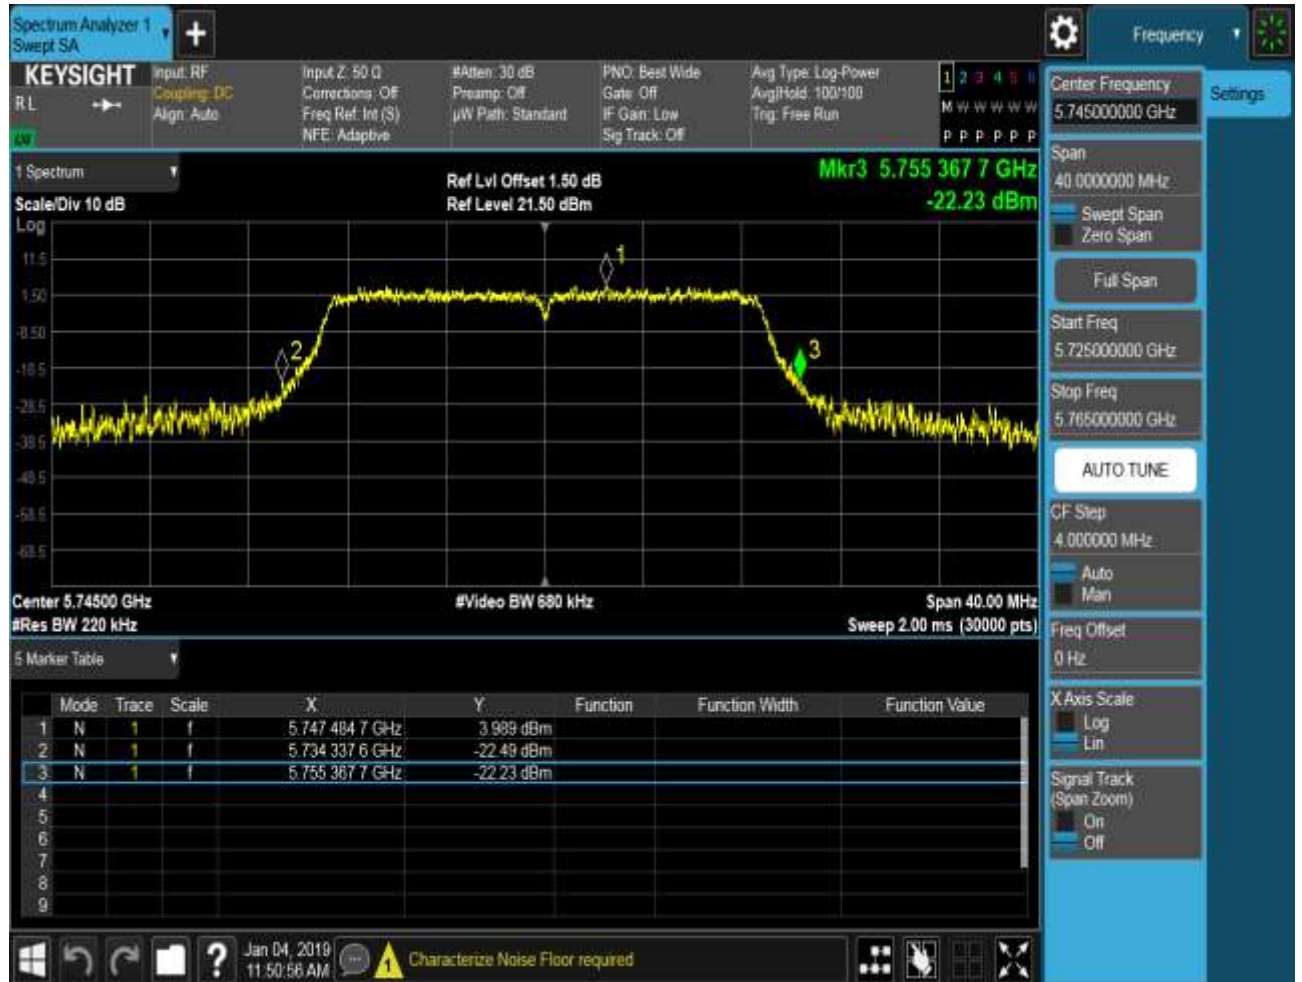 Spectrum Analyzer 1
Swept SA
Frequency
KEYSIGHT
Input: RF
Coupling: DC
Align: Auto
Input Z: 50 Ω
Corrections: Off
Freq Ref: Int (S)
NFE: Adaptive
#Atten: 30 dB
Preamp: Off
µW Path: Standard
PNO: Best Wide
Gate: Off
IF Gain: Low
Sig Track: Off
Avg Type: Log-Power
Avg|Hold: 100/100
Trig: Free Run
1 2 3 4 5 6
M W W W W W
P P P P P P
R L
1 Spectrum
Scale/Div 10 dB
Ref Lvl Offset 1.50 dB
Ref Level 21.50 dBm
Mkr3 5.755 367 7 GHz
-22.23 dBm
Log
11.5
1.50
-8.50
-18.5
-28.5
-38.5
-48.5
-58.5
-68.5
1
2
3
Center 5.74500 GHz
#Res BW 220 kHz
#Video BW 680 kHz
Span 40.00 MHz
Sweep 2.00 ms (30000 pts)
5 Marker Table
Mode Trace Scale X Y Function Function Width Function Value
1 N 1 f 5.747 484 7 GHz 3.989 dBm
2 N 1 f 5.734 337 6 GHz -22.49 dBm
3 N 1 f 5.755 367 7 GHz -22.23 dBm
4
5
6
7
8
9
Jan 04, 2019
11:50:56 AM
Characterize Noise Floor required
Center Frequency
5.745000000 GHz
Settings
Span
40.0000000 MHz
Swept Span
Zero Span
Full Span
Start Freq
5.725000000 GHz
Stop Freq
5.765000000 GHz
AUTO TUNE
CF Step
4.000000 MHz
Auto
Man
Freq Offset
0 Hz
X Axis Scale
Log
Lin
Signal Track
(Span Zoom)
On
Off